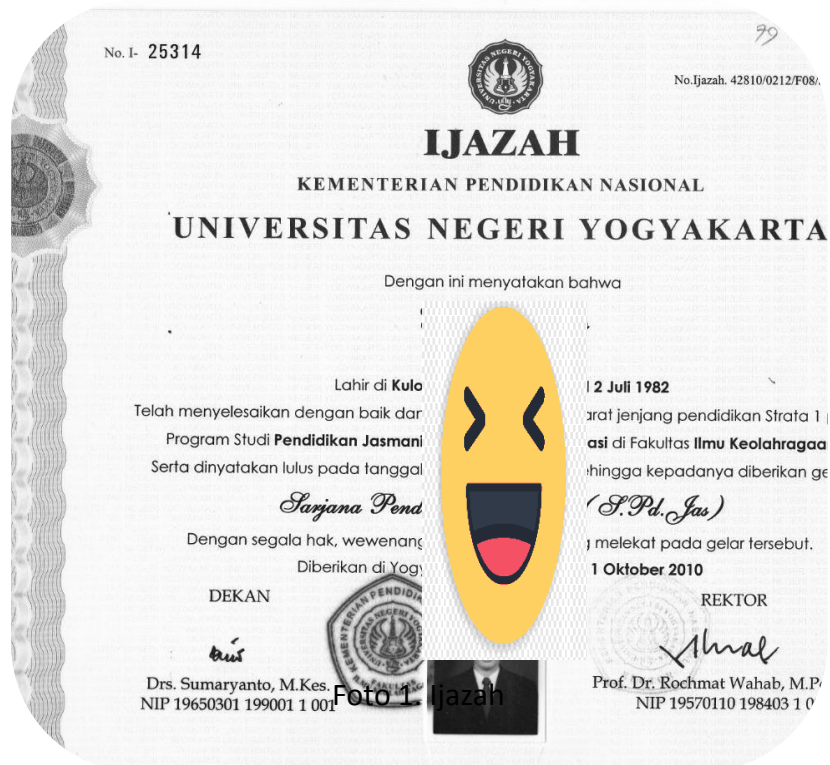 79
No. I- 25314
No.Ijazah. 42810/0212/F08/.
IJAZAH
KEMENTERIAN PENDIDIKAN NASIONAL
UNIVERSITAS NEGERI YOGYAKARTA
Dengan ini menyatakan bahwa
Lahir di Kulo 2 Juli 1982
Telah menyelesaikan dengan baik dan arat jenjang pendidikan Strata 1
Program Studi Pendidikan Jasmani asi di Fakultas Ilmu Keolahragaa
Serta dinyatakan lulus pada tanggal ehingga kepadanya diberikan ge
Sarjana Pend (S.Pd.Jas)
Dengan segala hak, wewenang g melekat pada gelar tersebut.
Diberikan di Yogy 1 Oktober 2010
DEKAN REKTOR
Drs. Sumaryanto, M.Kes. Prof. Dr. Rochmat Wahab, M.P
NIP 19650301 199001 1 001 NIP 19570110 198403 1 0
Foto 1. Ijazah